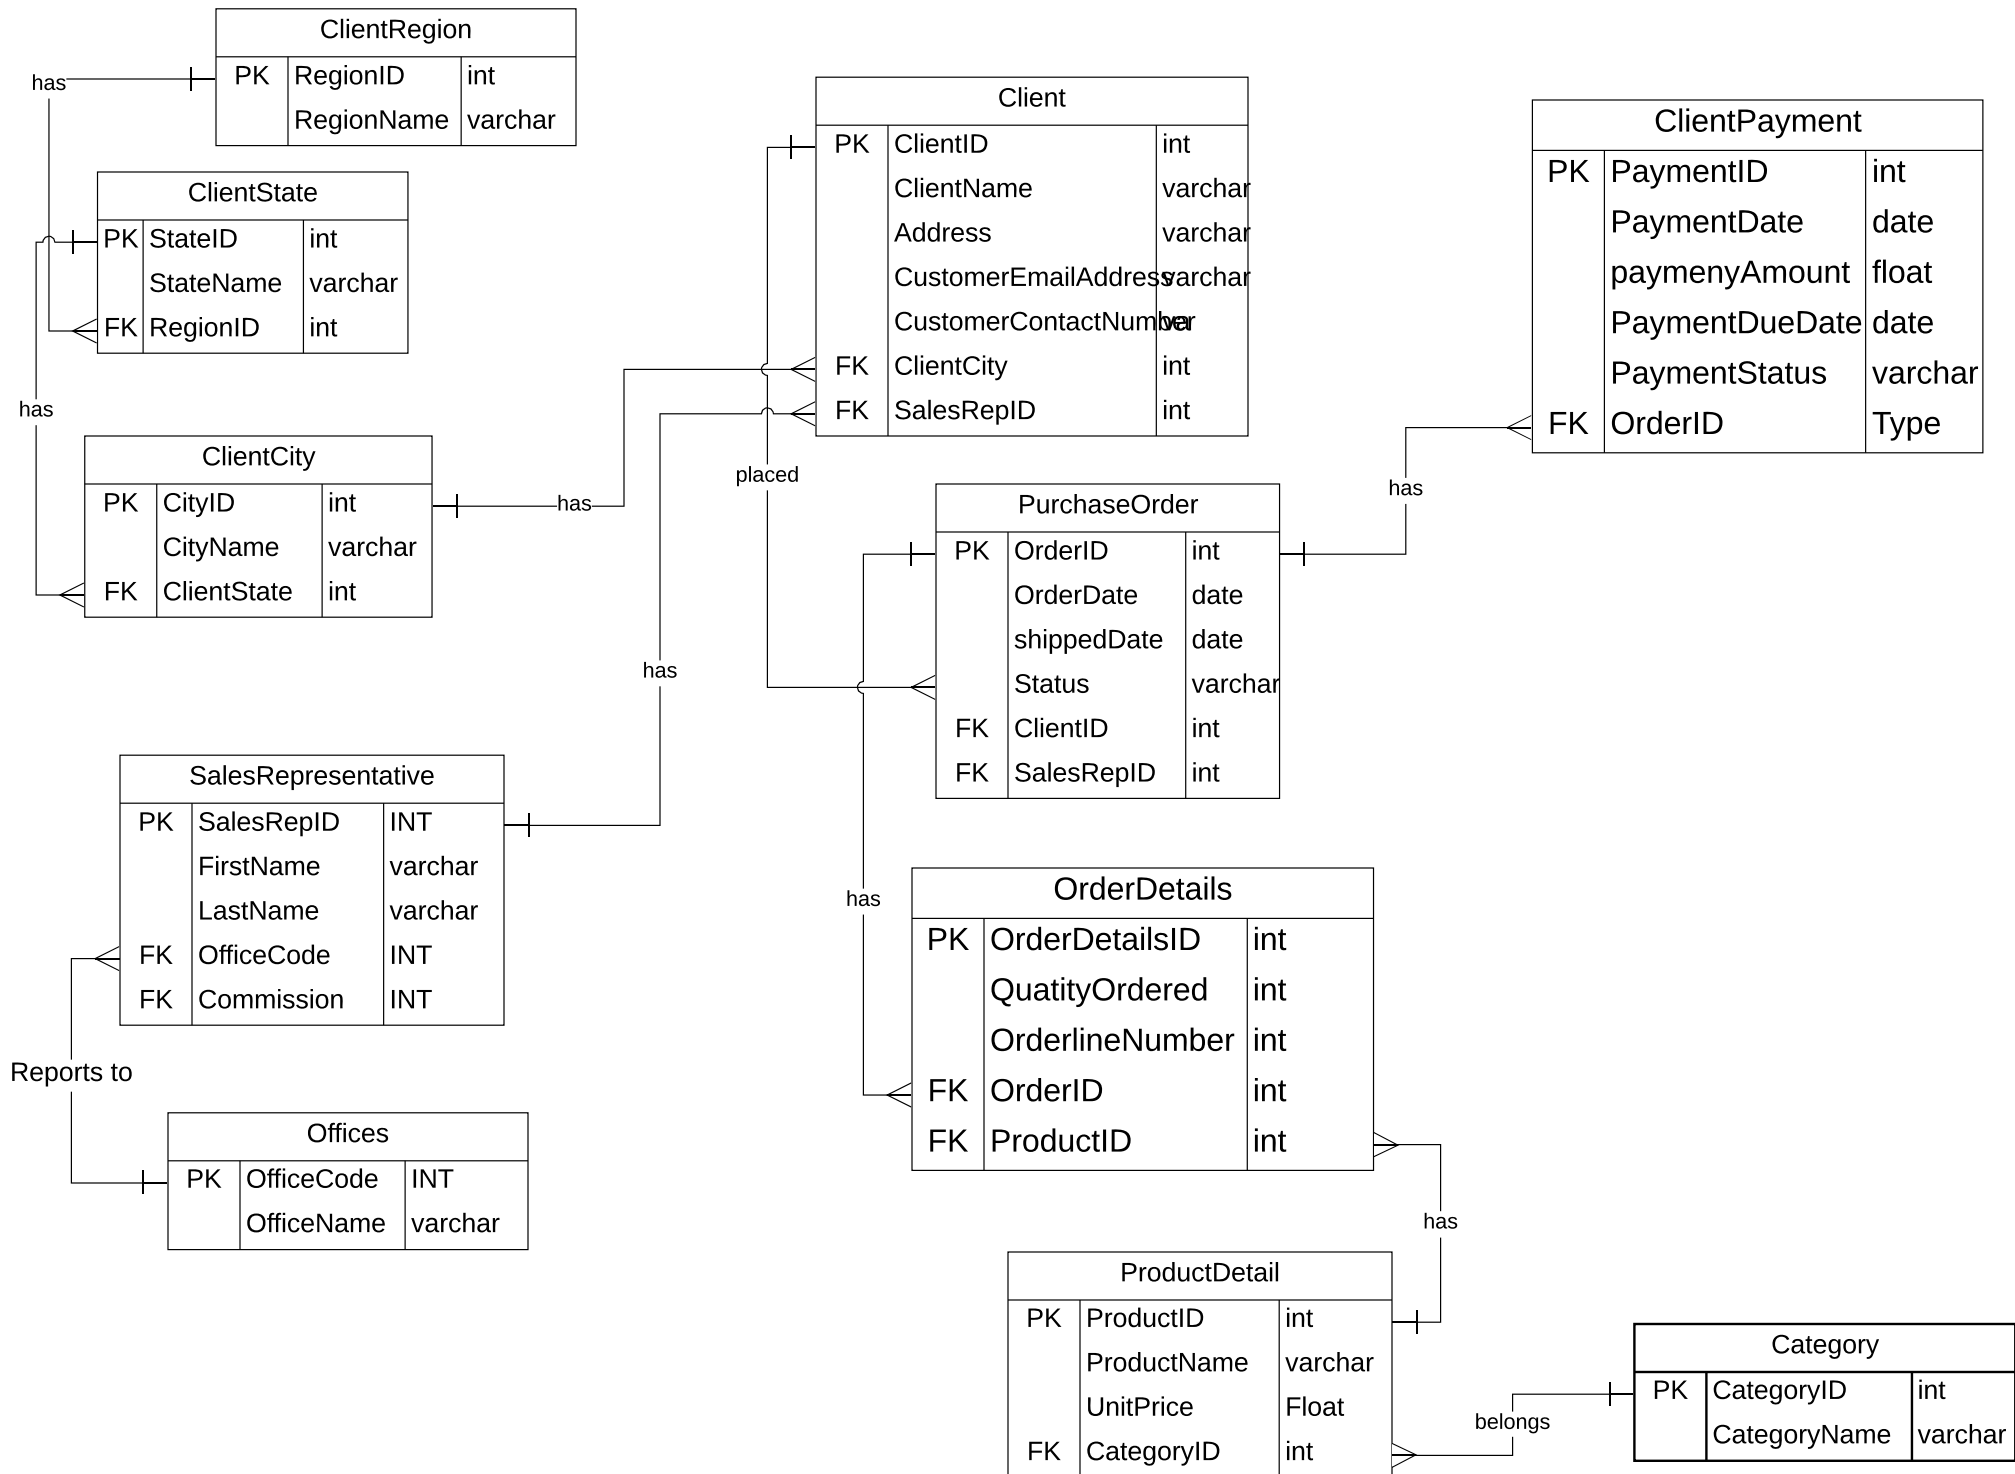 ClientRegion
PK RegionID int
RegionName varchar
has
ClientState
PK StateID int
StateName varchar
FK RegionID int
has
ClientCity
PK CityID int
CityName varchar
FK ClientState int
has
Client
PK ClientID int
ClientName varchar
Address varchar
CustomerEmailAddress varchar
CustomerContactNumber var
FK ClientCity int
FK SalesRepID int
placed
ClientPayment
PK PaymentID int
PaymentDate date
paymenyAmount float
PaymentDueDate date
PaymentStatus varchar
FK OrderID Type
has
PurchaseOrder
PK OrderID int
OrderDate date
shippedDate date
Status varchar
FK ClientID int
FK SalesRepID int
has
SalesRepresentative
PK SalesRepID INT
FirstName varchar
LastName varchar
FK OfficeCode INT
FK Commission INT
Reports to
Offices
PK OfficeCode INT
OfficeName varchar
has
OrderDetails
PK OrderDetailsID int
QuatityOrdered int
OrderlineNumber int
FK OrderID int
FK ProductID int
has
ProductDetail
PK ProductID int
ProductName varchar
UnitPrice Float
FK CategoryID int
belongs
Category
PK CategoryID int
CategoryName varchar